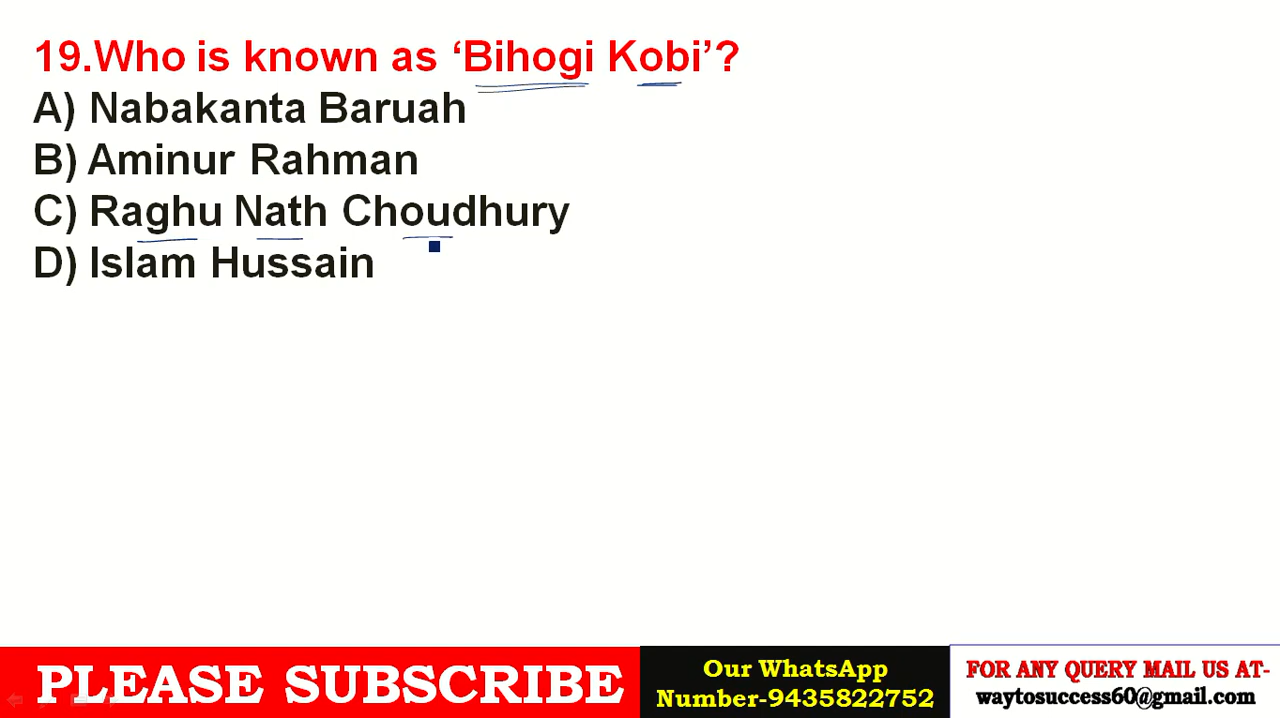 19.Who is known as ‘Bihogi Kobi’?
A) Nabakanta Baruah
B) Aminur Rahman
C) Raghu Nath Choudhury
D) Islam Hussain
PLEASE SUBSCRIBE
Our WhatsApp
Number-9435822752
FOR ANY QUERY MAIL US AT-
waytosuccess60@gmail.com